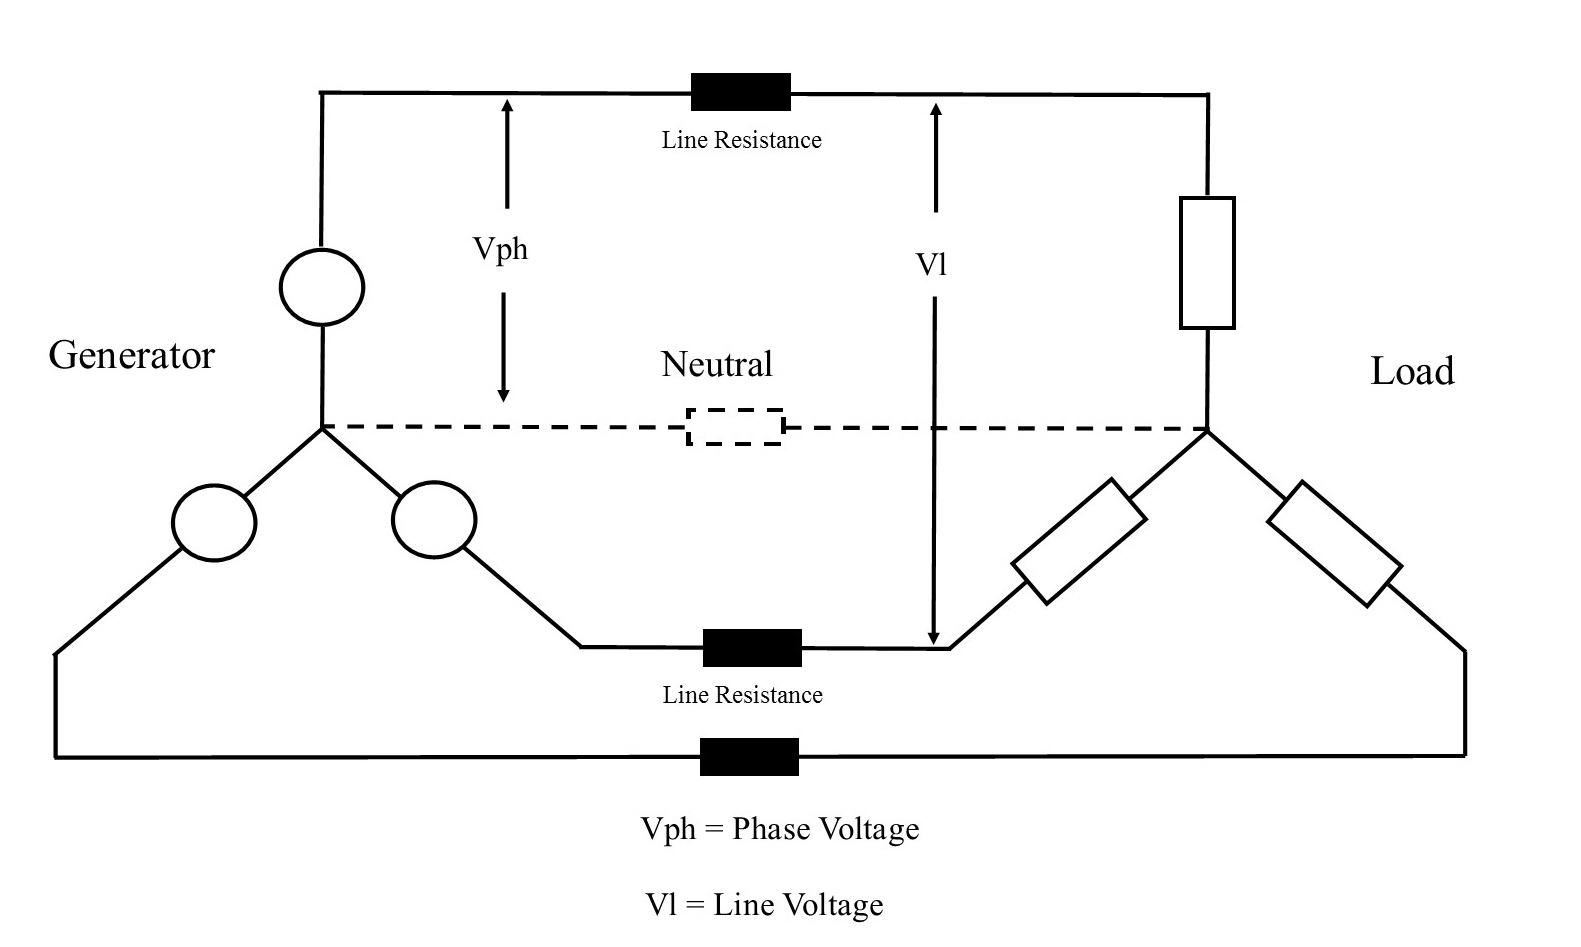 Line Resistance
Vph
Vl
Generator
Neutral
Load
Line Resistance
Vph = Phase Voltage
Vl = Line Voltage